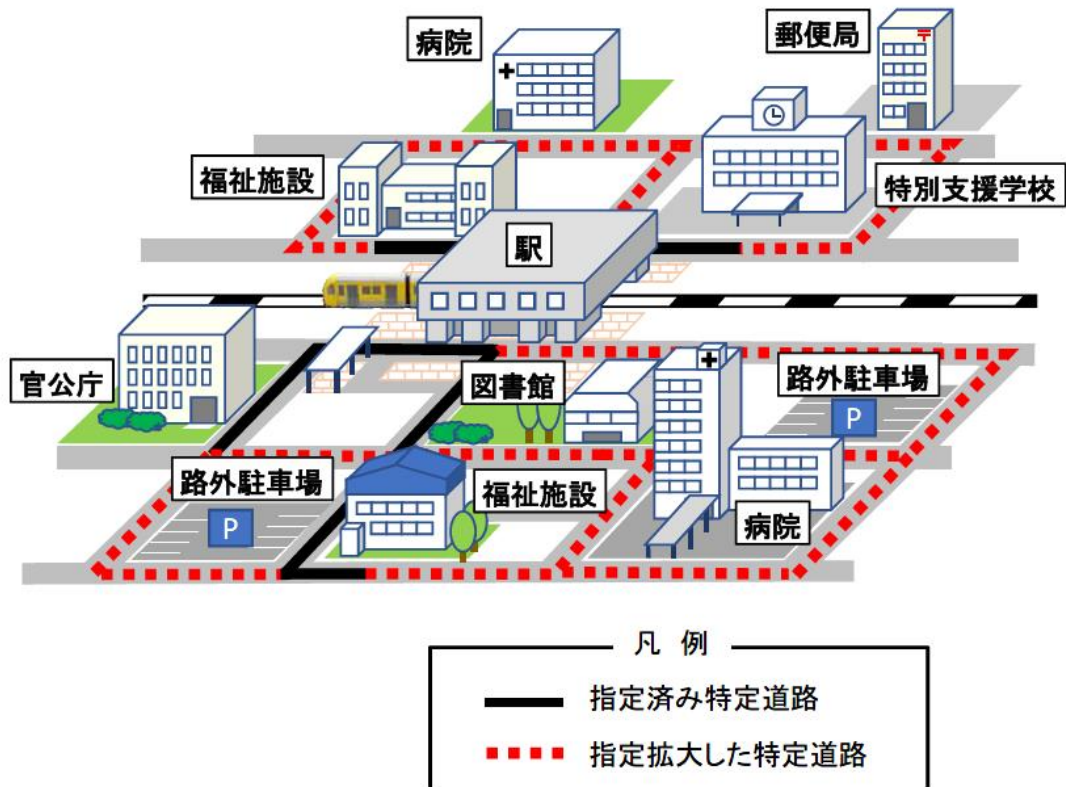 病院
郵便局
福祉施設
特別支援学校
駅
官公庁
図書館
路外駐車場
P
路外駐車場
P
福祉施設
病院
凡 例
指定済み特定道路
指定拡大した特定道路